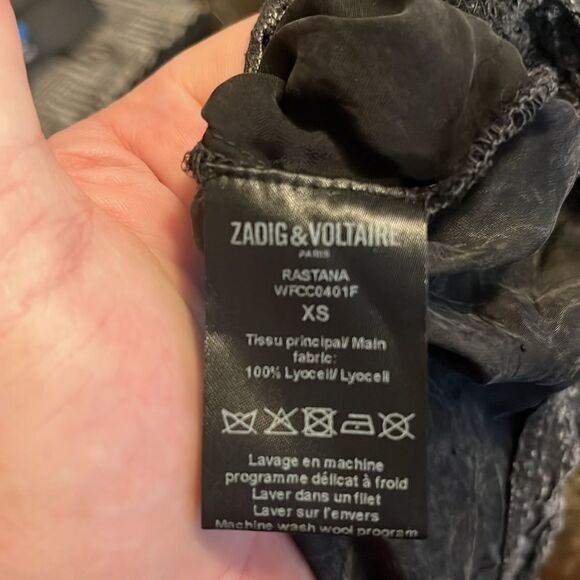 ZADIG&VOLTAIRE
PARIS
RASTANA
WFCC0401F
XS
Tissu principal/ Main
fabric:
100% Lyocell/ Lyocell
Lavage en machine
programme délicat à froid
Laver dans un filet
Laver sur l'envers
Machine wash wool program